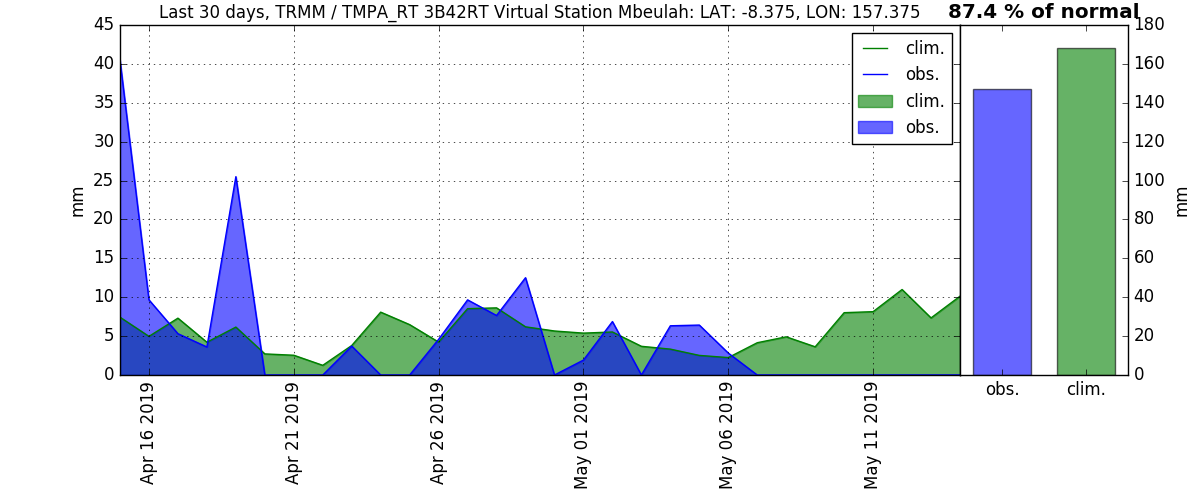 Last 30 days, TRMM / TMPA_RT 3B42RT Virtual Station Mbeulah: LAT: -8.375, LON: 157.375
87.4 % of normal
45
40
35
30
25
20
15
10
5
0
mm
clim.
obs.
clim.
obs.
Apr 16 2019
Apr 21 2019
Apr 26 2019
May 01 2019
May 06 2019
May 11 2019
180
160
140
120
100
80
60
40
20
0
mm
obs.
clim.